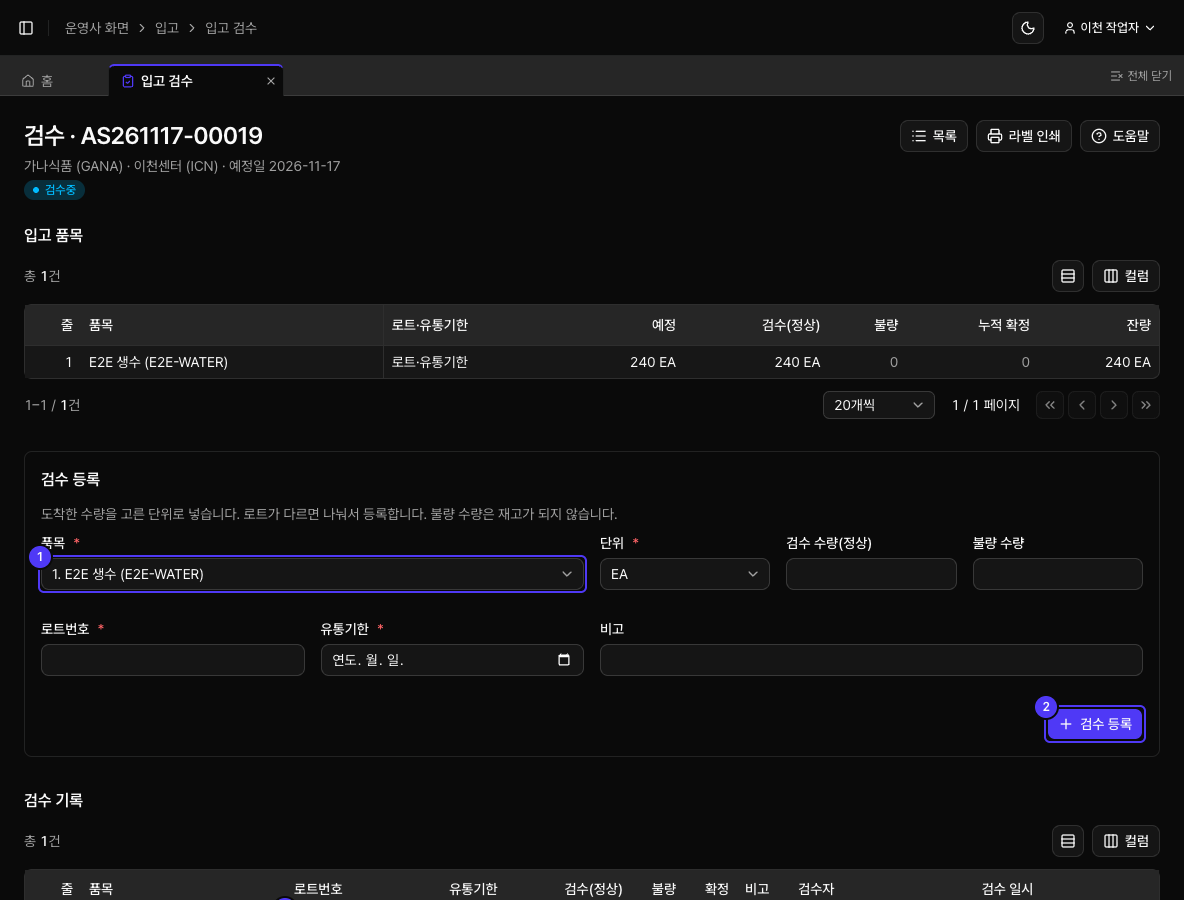 운영사 화면 > 입고 > 입고 검수
이천 작업자
홈
입고 검수
전체 닫기
검수 · AS261117-00019
목록
라벨 인쇄
도움말
가나식품 (GANA) · 이천센터 (ICN) · 예정일 2026-11-17
검수중
입고 품목
총 1건
컬럼
줄 품목 로트·유통기한 예정 검수(정상) 불량 누적 확정 잔량
1 E2E 생수 (E2E-WATER) 로트·유통기한 240 EA 240 EA 0 0 240 EA
1–1 / 1건
20개씩
1 / 1 페이지
검수 등록
도착한 수량을 고른 단위로 넣습니다. 로트가 다르면 나눠서 등록합니다. 불량 수량은 재고가 되지 않습니다.
품목 * 단위 * 검수 수량(정상) 불량 수량
1
1. E2E 생수 (E2E-WATER) EA
로트번호 * 유통기한 * 비고
연도. 월. 일.
2
+ 검수 등록
검수 기록
총 1건
컬럼
줄 품목 로트번호 유통기한 검수(정상) 불량 확정 비고 검수자 검수 일시